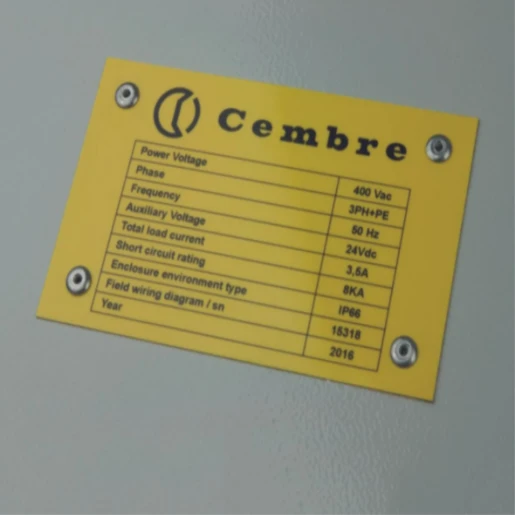 Cembre
Power Voltage 400 Vac
Phase 3PH+PE
Frequency 50 Hz
Auxiliary Voltage 24Vdc
Total load current 3,5A
Short circuit rating 8KA
Enclosure environment type IP66
Field wiring diagram / sn 15318
Year 2016